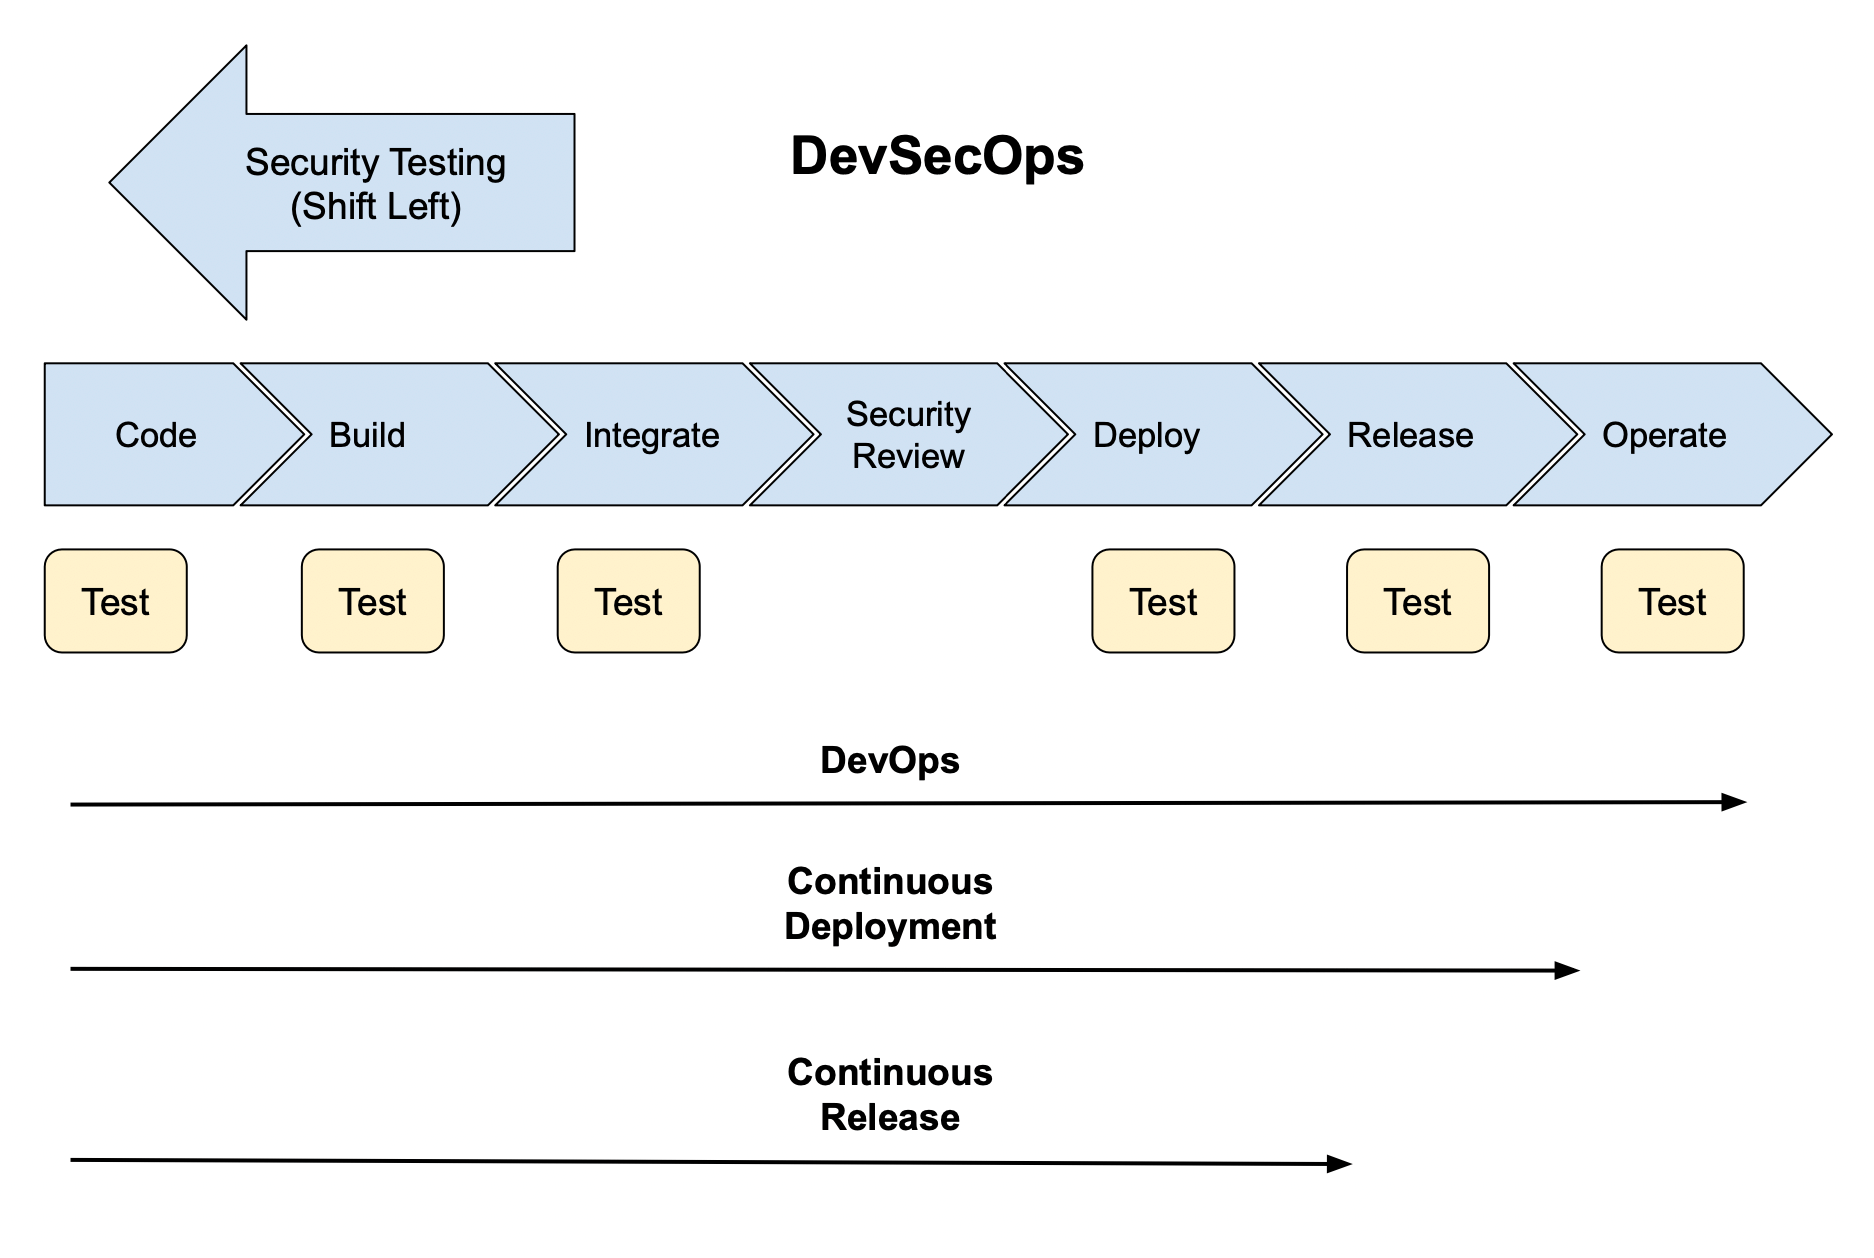 Security Testing
(Shift Left)
DevSecOps
Code
Build
Integrate
Security
Review
Deploy
Release
Operate
Test
Test
Test
Test
Test
Test
DevOps
Continuous
Deployment
Continuous
Release